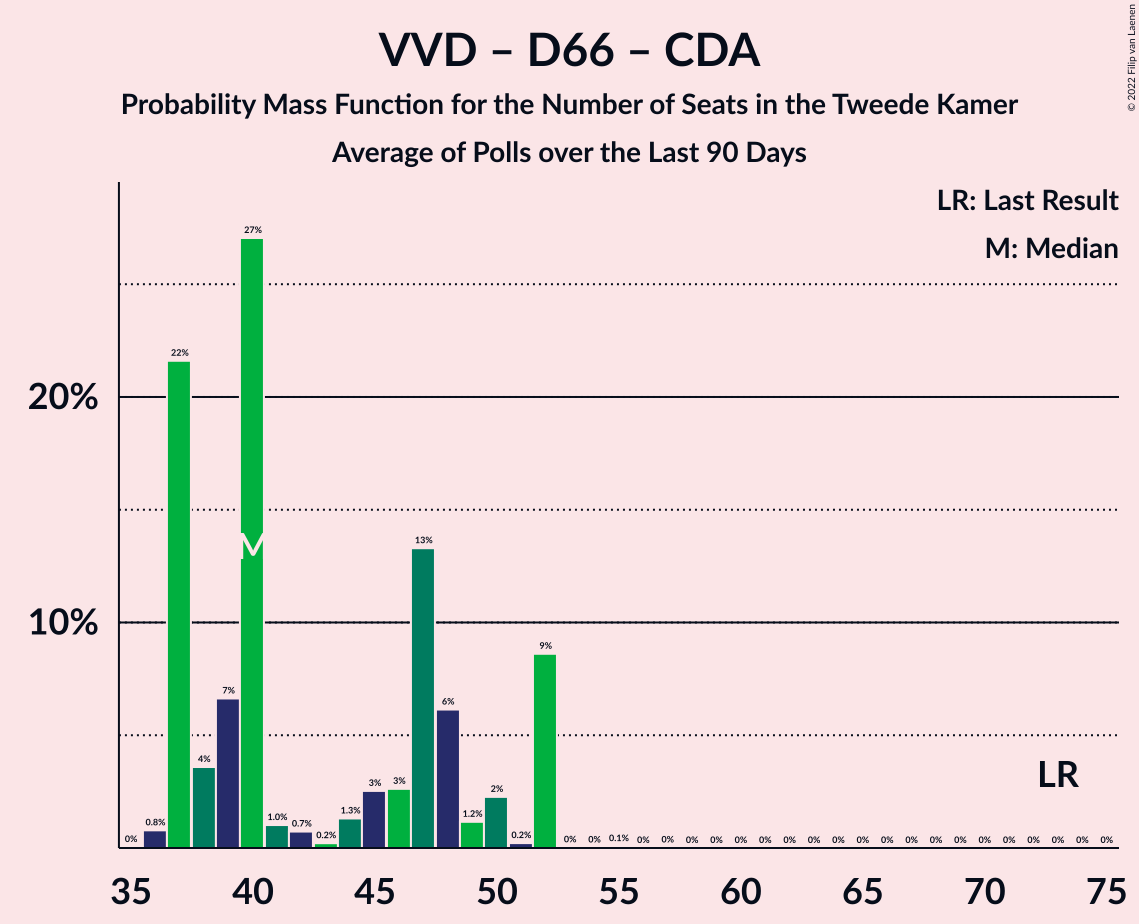 VVD – D66 – CDA
Probability Mass Function for the Number of Seats in the Tweede Kamer
Average of Polls over the Last 90 Days
© 2022 Filip van Laenen
LR: Last Result
M: Median
20%
10%
0% 0.8% 22% 4% 7% 27% 1.0% 0.7% 0.2% 1.3% 3% 3% 13% 6% 1.2% 2% 0.2% 9% 0% 0% 0.1% 0% 0% 0% 0% 0% 0% 0% 0% 0% 0% 0% 0% 0% 0% 0% 0% 0% 0% 0% 0%
M
LR
35 40 45 50 55 60 65 70 75